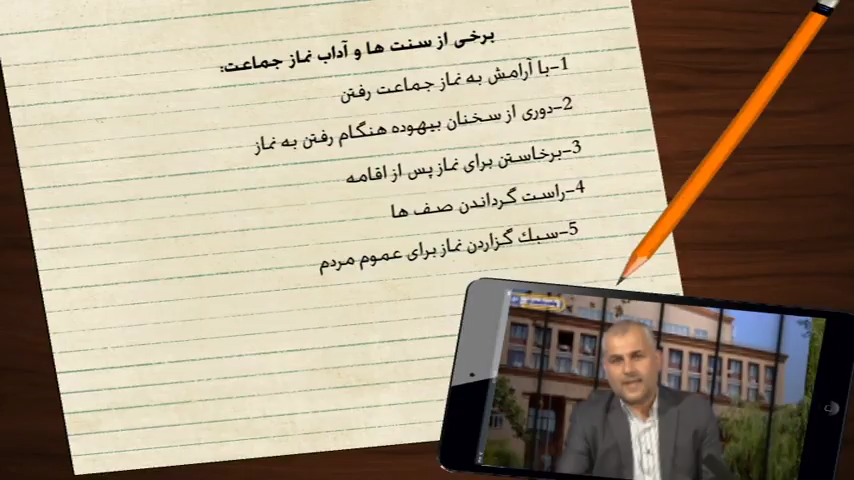 برخی از سنت ها و آداب نماز جماعت:
1-با آرامش به نماز جماعت رفتن
2-دوری از سخنان بیهوده هنگام رفتن به نماز
3-برخاستن برای نماز پس از اقامه
4-راست گرداندن صف ها
5-سبك گزاردن نماز برای عموم مردم